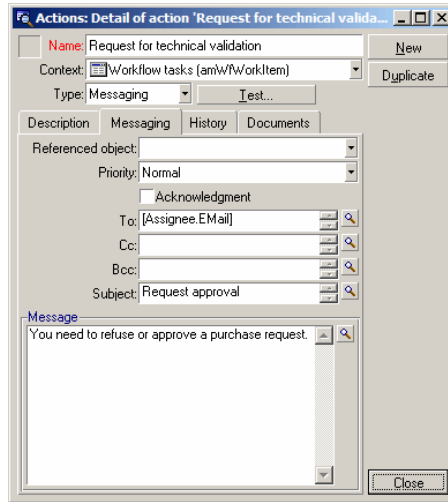 Actions: Detail of action 'Request for technical valida...
Name: Request for technical validation
New
Context: Workflow tasks (amWfWorkItem)
Duplicate
Type: Messaging
Test...
Description Messaging History Documents
Referenced object:
Priority: Normal
Acknowledgment
To: [Assignee.EMail]
Cc:
Bcc:
Subject: Request approval
Message
You need to refuse or approve a purchase request.
Close